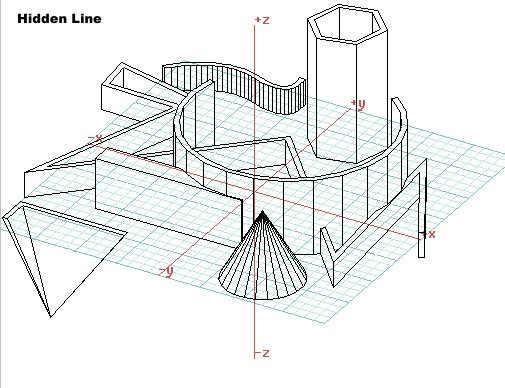 Hidden Line
+z
+y
-x
+x
-y
-z